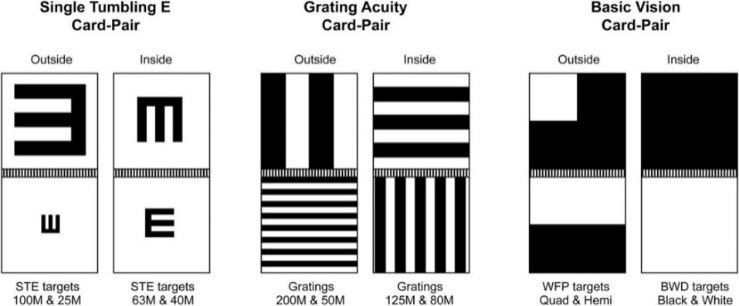 Single Tumbling E
Card-Pair
Grating Acuity
Card-Pair
Basic Vision
Card-Pair
Outside
Inside
Outside
Inside
Outside
Inside
STE targets
100M & 25M
STE targets
63M & 40M
Gratings
200M & 50M
Gratings
125M & 80M
WFP targets
Quad & Hemi
BWD targets
Black & White